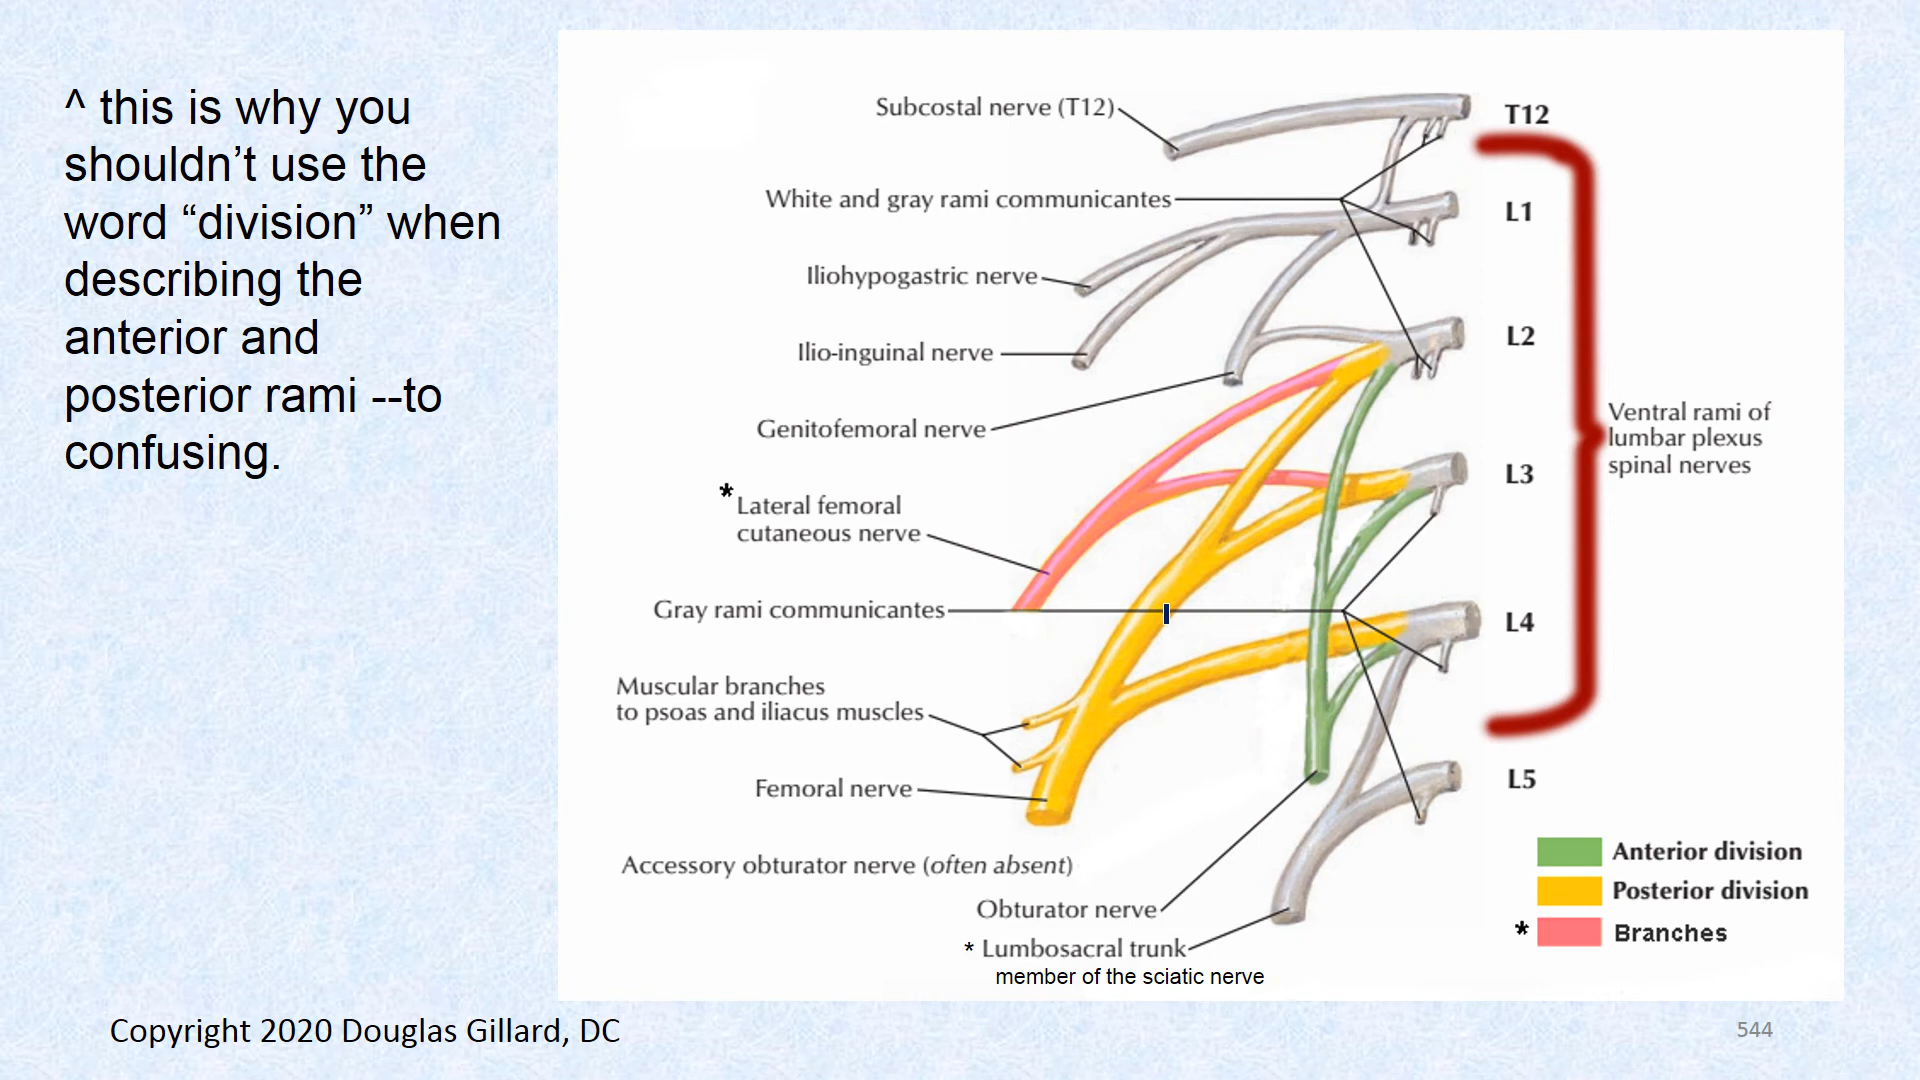 ^ this is why you
shouldn’t use the
word “division” when
describing the
anterior and
posterior rami --to
confusing.
Subcostal nerve (T12)
White and gray rami communicantes
Iliohypogastric nerve
Ilio-inguinal nerve
Genitofemoral nerve
*
Lateral femoral
cutaneous nerve
Gray rami communicantes
Muscular branches
to psoas and iliacus muscles
Femoral nerve
Accessory obturator nerve (often absent)
Obturator nerve
* Lumbosacral trunk
member of the sciatic nerve
T12
L1
L2
L3
L4
L5
Ventral rami of
lumbar plexus
spinal nerves
Anterior division
Posterior division
* Branches
Copyright 2020 Douglas Gillard, DC
544